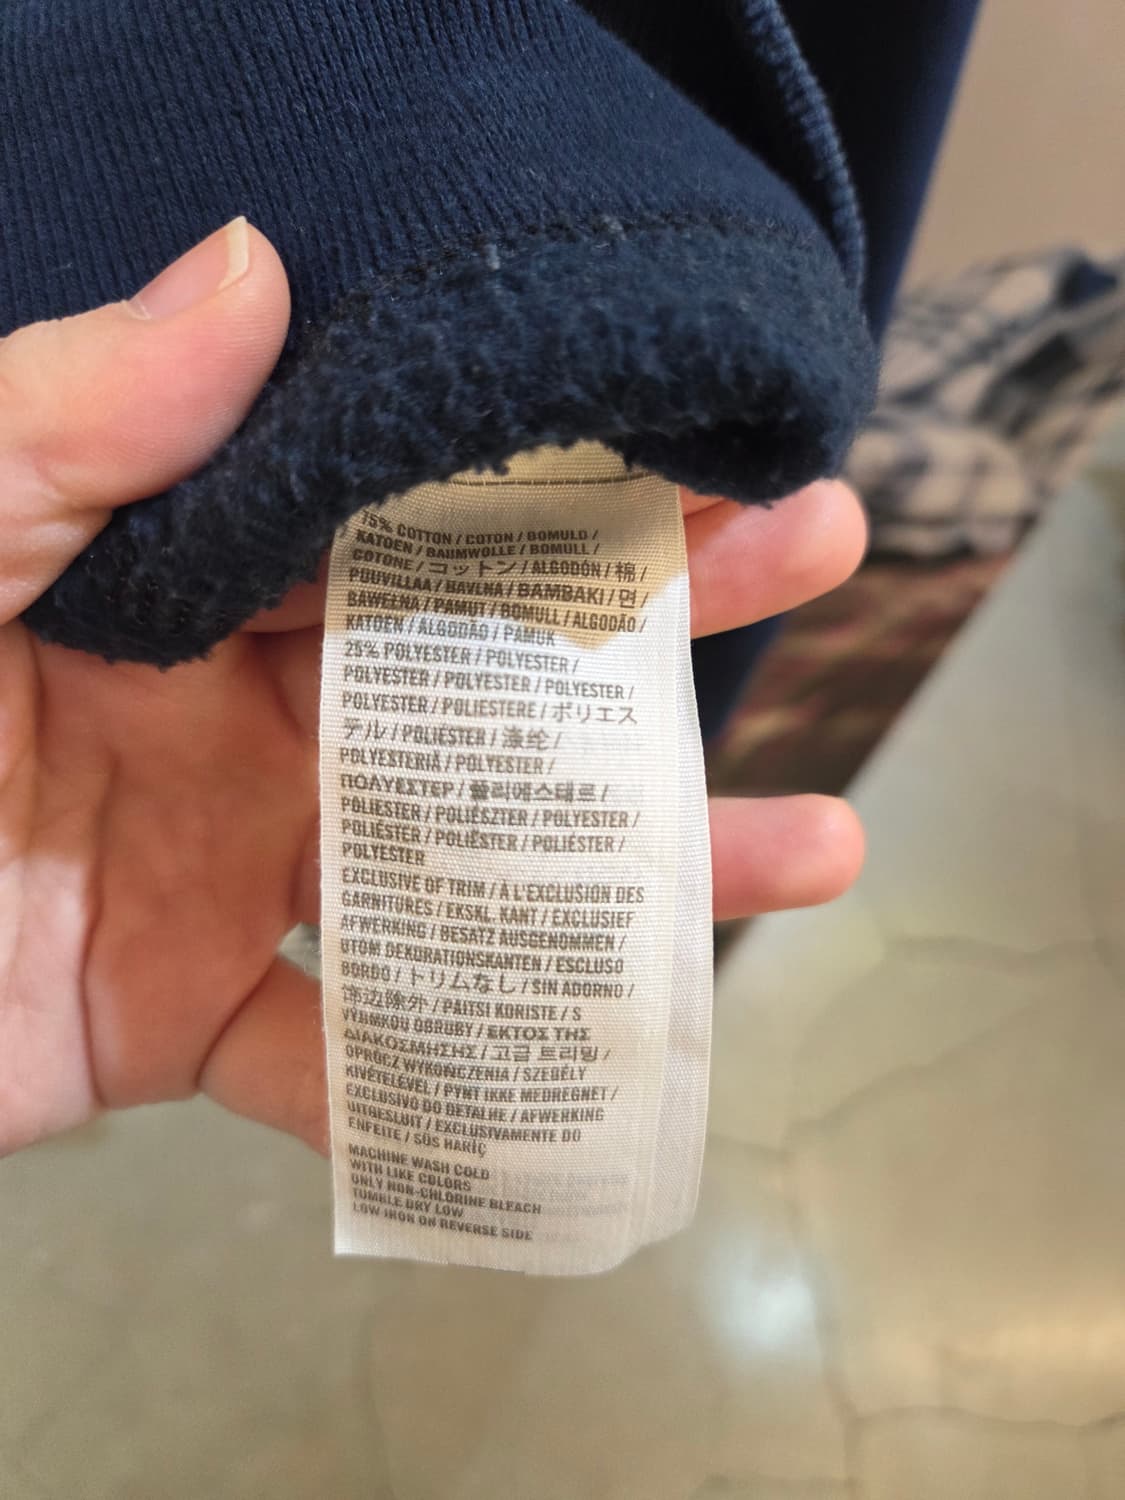 75% COTTON / COTON / BOMULD /
KATOEN / BAUMWOLLE / BOMULL /
COTONE / コットン / ALGODÓN / 棉 /
PUUVILLAA / BAVLNA / ΒΑΜΒΑΚΙ / 면 /
BAWEŁNA / PAMUT / BOMULL / ALGODÃO /
KATOEN / ALGODÃO / PAMUK
25% POLYESTER / POLYESTER /
POLYESTER / POLYESTER / POLYESTER /
POLYESTER / POLIESTERE / ポリエス
テル / POLIÉSTER / 涤纶 /
POLYESTERIÄ / POLYESTER /
ΠΟΛΥΕΣΤΕΡ / 폴리에스테르 /
POLIESTER / POLIÉSZTER / POLYESTER /
POLIÉSTER / POLIËSTER / POLIÉSTER /
POLYESTER
EXCLUSIVE OF TRIM / À L'EXCLUSION DES
GARNITURES / EKSKL. KANT / EXCLUSIEF
AFWERKING / BESATZ AUSGENOMMEN /
UTOM DEKORATIONSKANTEN / ESCLUSO
BORDO / トリムなし / SIN ADORNO /
饰边除外 / PAITSI KORISTE / S
VÝJIMKOU OBRUBY / ΕΚΤΟΣ ΤΗΣ
ΔΙΑΚΟΣΜΗΣΗΣ / 고급 트리밍 /
OPRÓCZ WYKOŃCZENIA / SZEGÉLY
KIVÉTELÉVEL / PYNT IKKE MEDREGNET /
EXCLUSIVO DO DETALHE / AFWERKING
UITGESLUIT / EXCLUSIVAMENTE DO
ENFEITE / SÜS HARİÇ
MACHINE WASH COLD
WITH LIKE COLORS
ONLY NON-CHLORINE BLEACH
TUMBLE DRY LOW
LOW IRON ON REVERSE SIDE